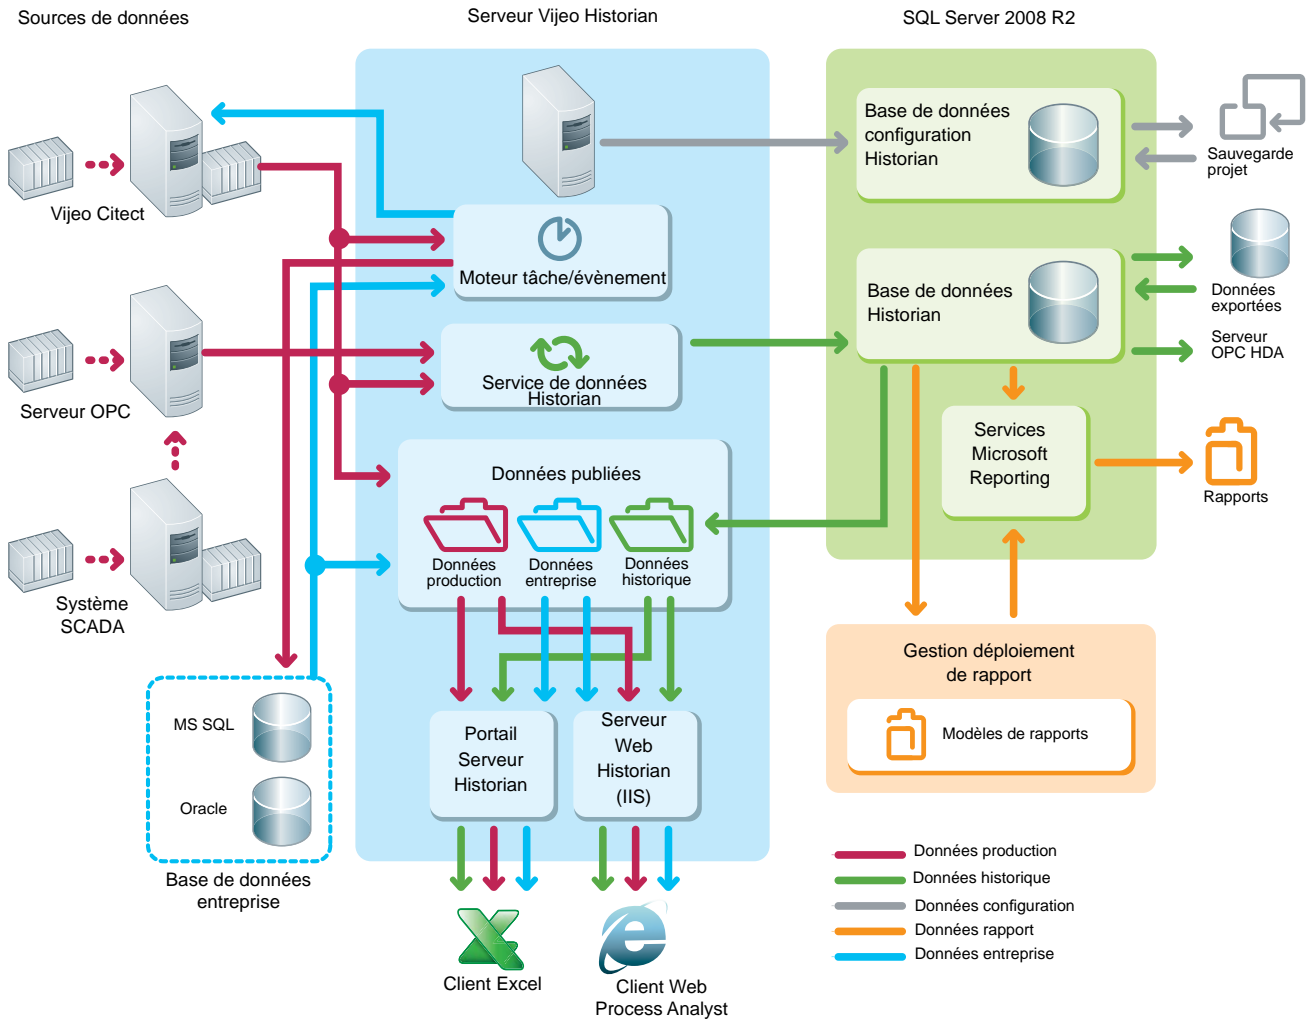 Sources de données
Serveur Vijeo Historian
SQL Server 2008 R2
Vijeo Citect
Serveur OPC
Système
SCADA
MS SQL
Oracle
Base de données
entreprise
Moteur tâche/évènement
Service de données
Historian
Données publiées
Données
production
Données
entreprise
Données
historique
Portail
Serveur
Historian
Serveur
Web
Historian
(IIS)
Client Excel
Client Web
Process Analyst
Base de données
configuration
Historian
Base de données
Historian
Services
Microsoft
Reporting
Sauvegarde
projet
Données
exportées
Serveur
OPC HDA
Rapports
Gestion déploiement
de rapport
Modèles de rapports
Données production
Données historique
Données configuration
Données rapport
Données entreprise